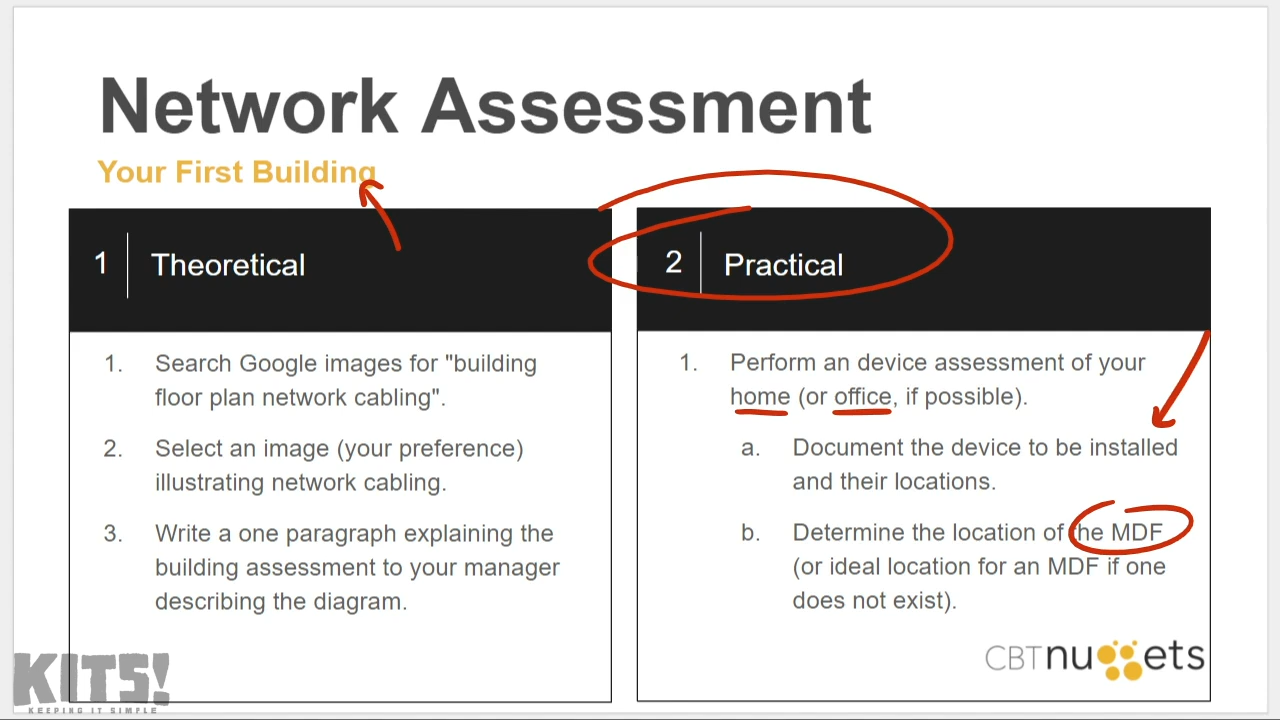 Network Assessment
Your First Building
1 Theoretical
1. Search Google images for "building
floor plan network cabling".
2. Select an image (your preference)
illustrating network cabling.
3. Write a one paragraph explaining the
building assessment to your manager
describing the diagram.
2 Practical
1. Perform an device assessment of your
home (or office, if possible).
a. Document the device to be installed
and their locations.
b. Determine the location of the MDF
(or ideal location for an MDF if one
does not exist).
KITS!
KEEPING IT SIMPLE
CBTnuggets